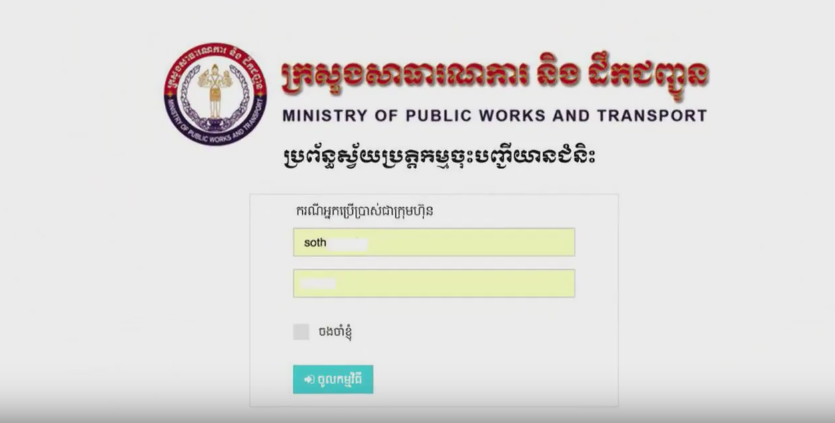 ក្រសួងសាធារណការ និង ដឹកជញ្ជូន
MINISTRY OF PUBLIC WORKS AND TRANSPORT
ក្រសួងសាធារណការ និង ដឹកជញ្ជូន
MINISTRY OF PUBLIC WORKS AND TRANSPORT
ប្រព័ន្ធស្វ័យប្រវត្តកម្មចុះបញ្ជីយានជំនិះ
ករណីអ្នកប្រើប្រាស់ជាក្រុមហ៊ុន
soth
ចងចាំខ្ញុំ
ចូលកម្មវិធី